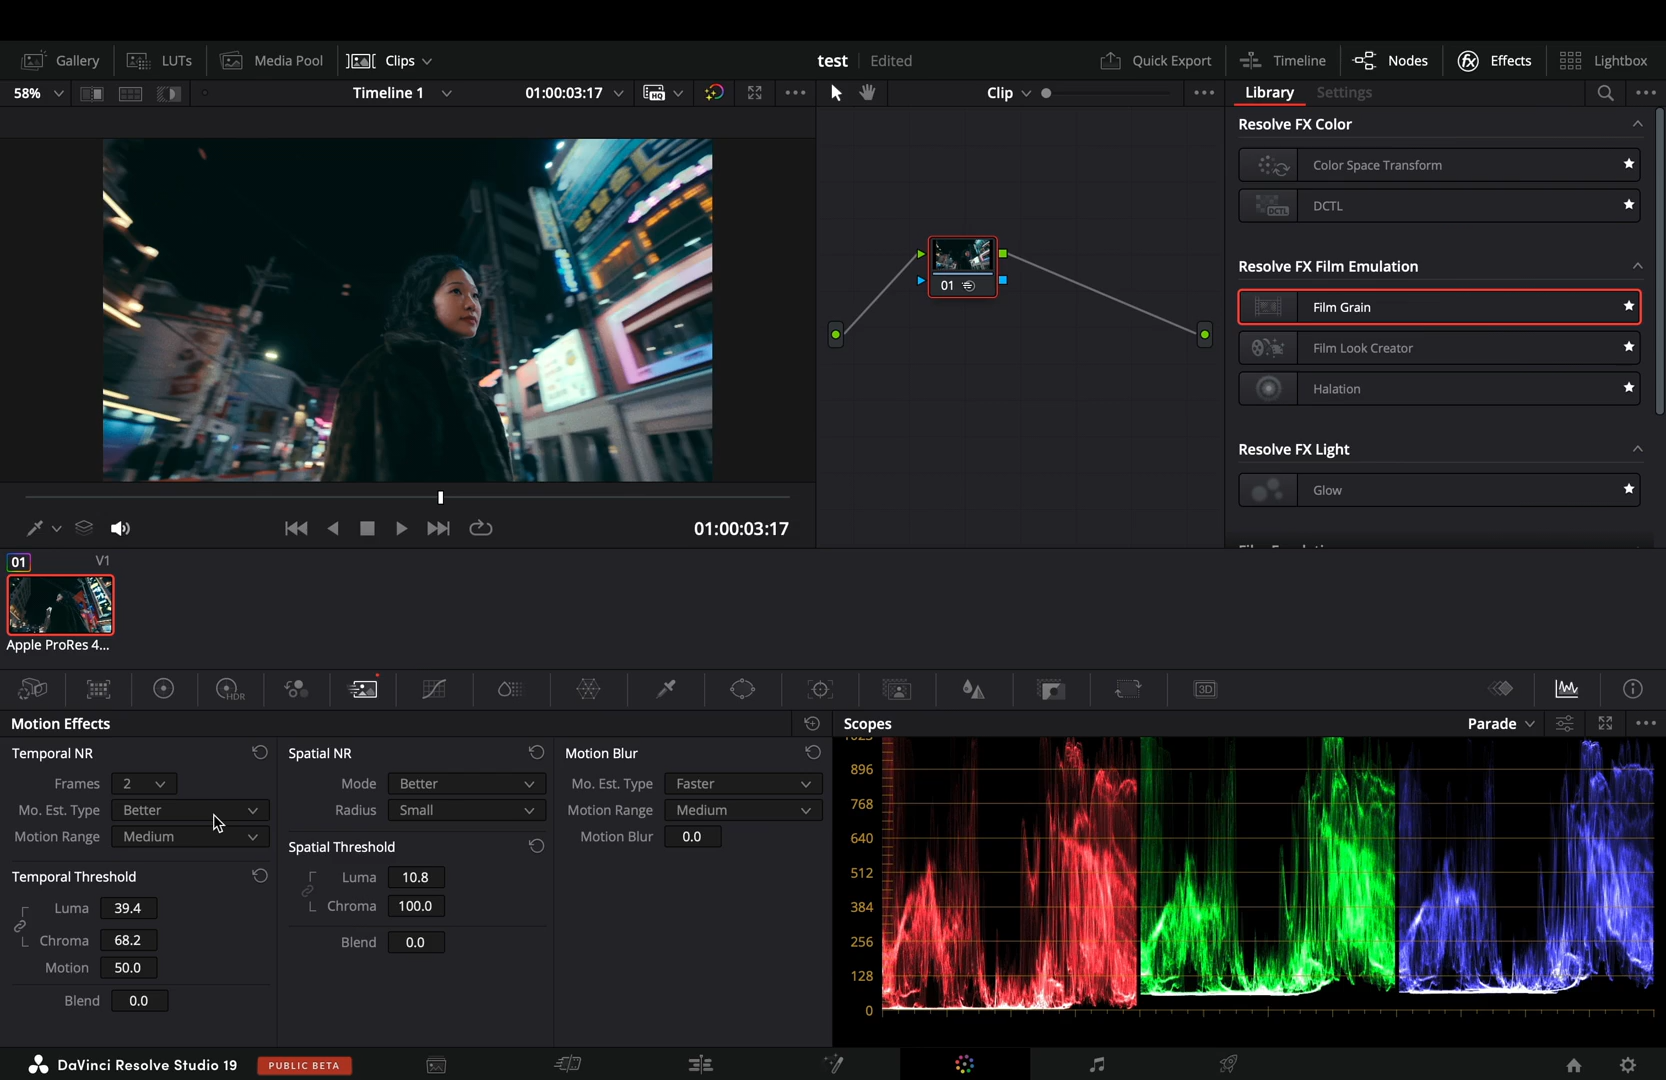 Gallery LUTs Media Pool Clips test Edited Quick Export Timeline Nodes Effects Lightbox
58% Timeline 1 01:00:03:17 HQ Clip Library Settings
Resolve FX Color
Color Space Transform
DCTL DCTL
Resolve FX Film Emulation
Film Grain
Film Look Creator
Halation
Resolve FX Light
Glow
01
01:00:03:17
01 V1
Apple ProRes 4...
HDR 3D
Motion Effects
Temporal NR
Frames 2
Mo. Est. Type Better
Motion Range Medium
Temporal Threshold
Luma 39.4
Chroma 68.2
Motion 50.0
Blend 0.0
Spatial NR
Mode Better
Radius Small
Spatial Threshold
Luma 10.8
Chroma 100.0
Blend 0.0
Motion Blur
Mo. Est. Type Faster
Motion Range Medium
Motion Blur 0.0
Scopes Parade
896
768
640
512
384
256
128
0
DaVinci Resolve Studio 19 PUBLIC BETA